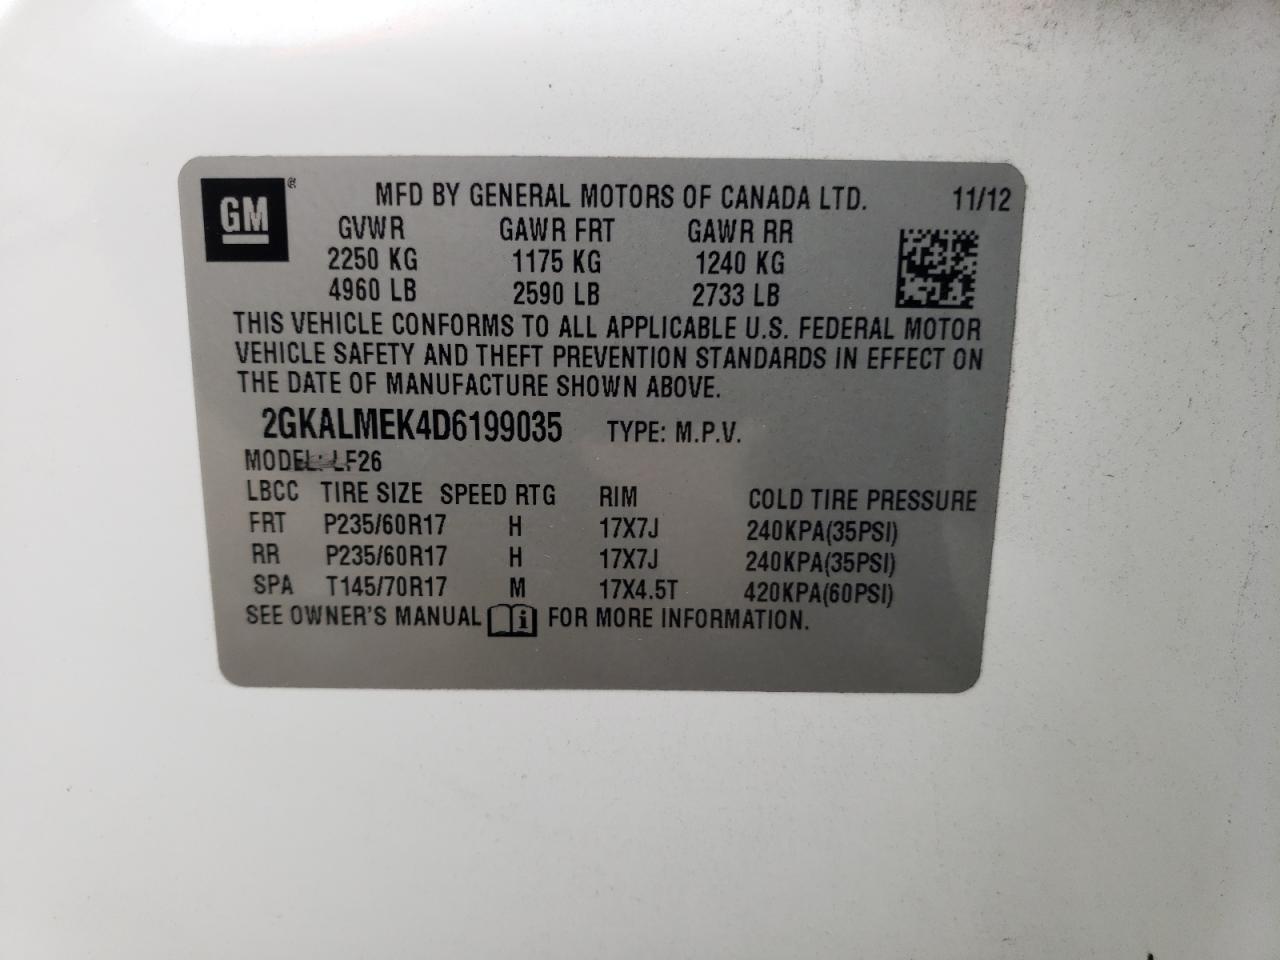 GM® MFD BY GENERAL MOTORS OF CANADA LTD. 11/12
GVWR GAWR FRT GAWR RR
2250 KG 1175 KG 1240 KG
4960 LB 2590 LB 2733 LB
THIS VEHICLE CONFORMS TO ALL APPLICABLE U.S. FEDERAL MOTOR
VEHICLE SAFETY AND THEFT PREVENTION STANDARDS IN EFFECT ON
THE DATE OF MANUFACTURE SHOWN ABOVE.
2GKALMEK4D6199035 TYPE: M.P.V.
MODEL: LF26
LBCC TIRE SIZE SPEED RTG RIM COLD TIRE PRESSURE
FRT P235/60R17 H 17X7J 240KPA(35PSI)
RR P235/60R17 H 17X7J 240KPA(35PSI)
SPA T145/70R17 M 17X4.5T 420KPA(60PSI)
SEE OWNER'S MANUAL i FOR MORE INFORMATION.